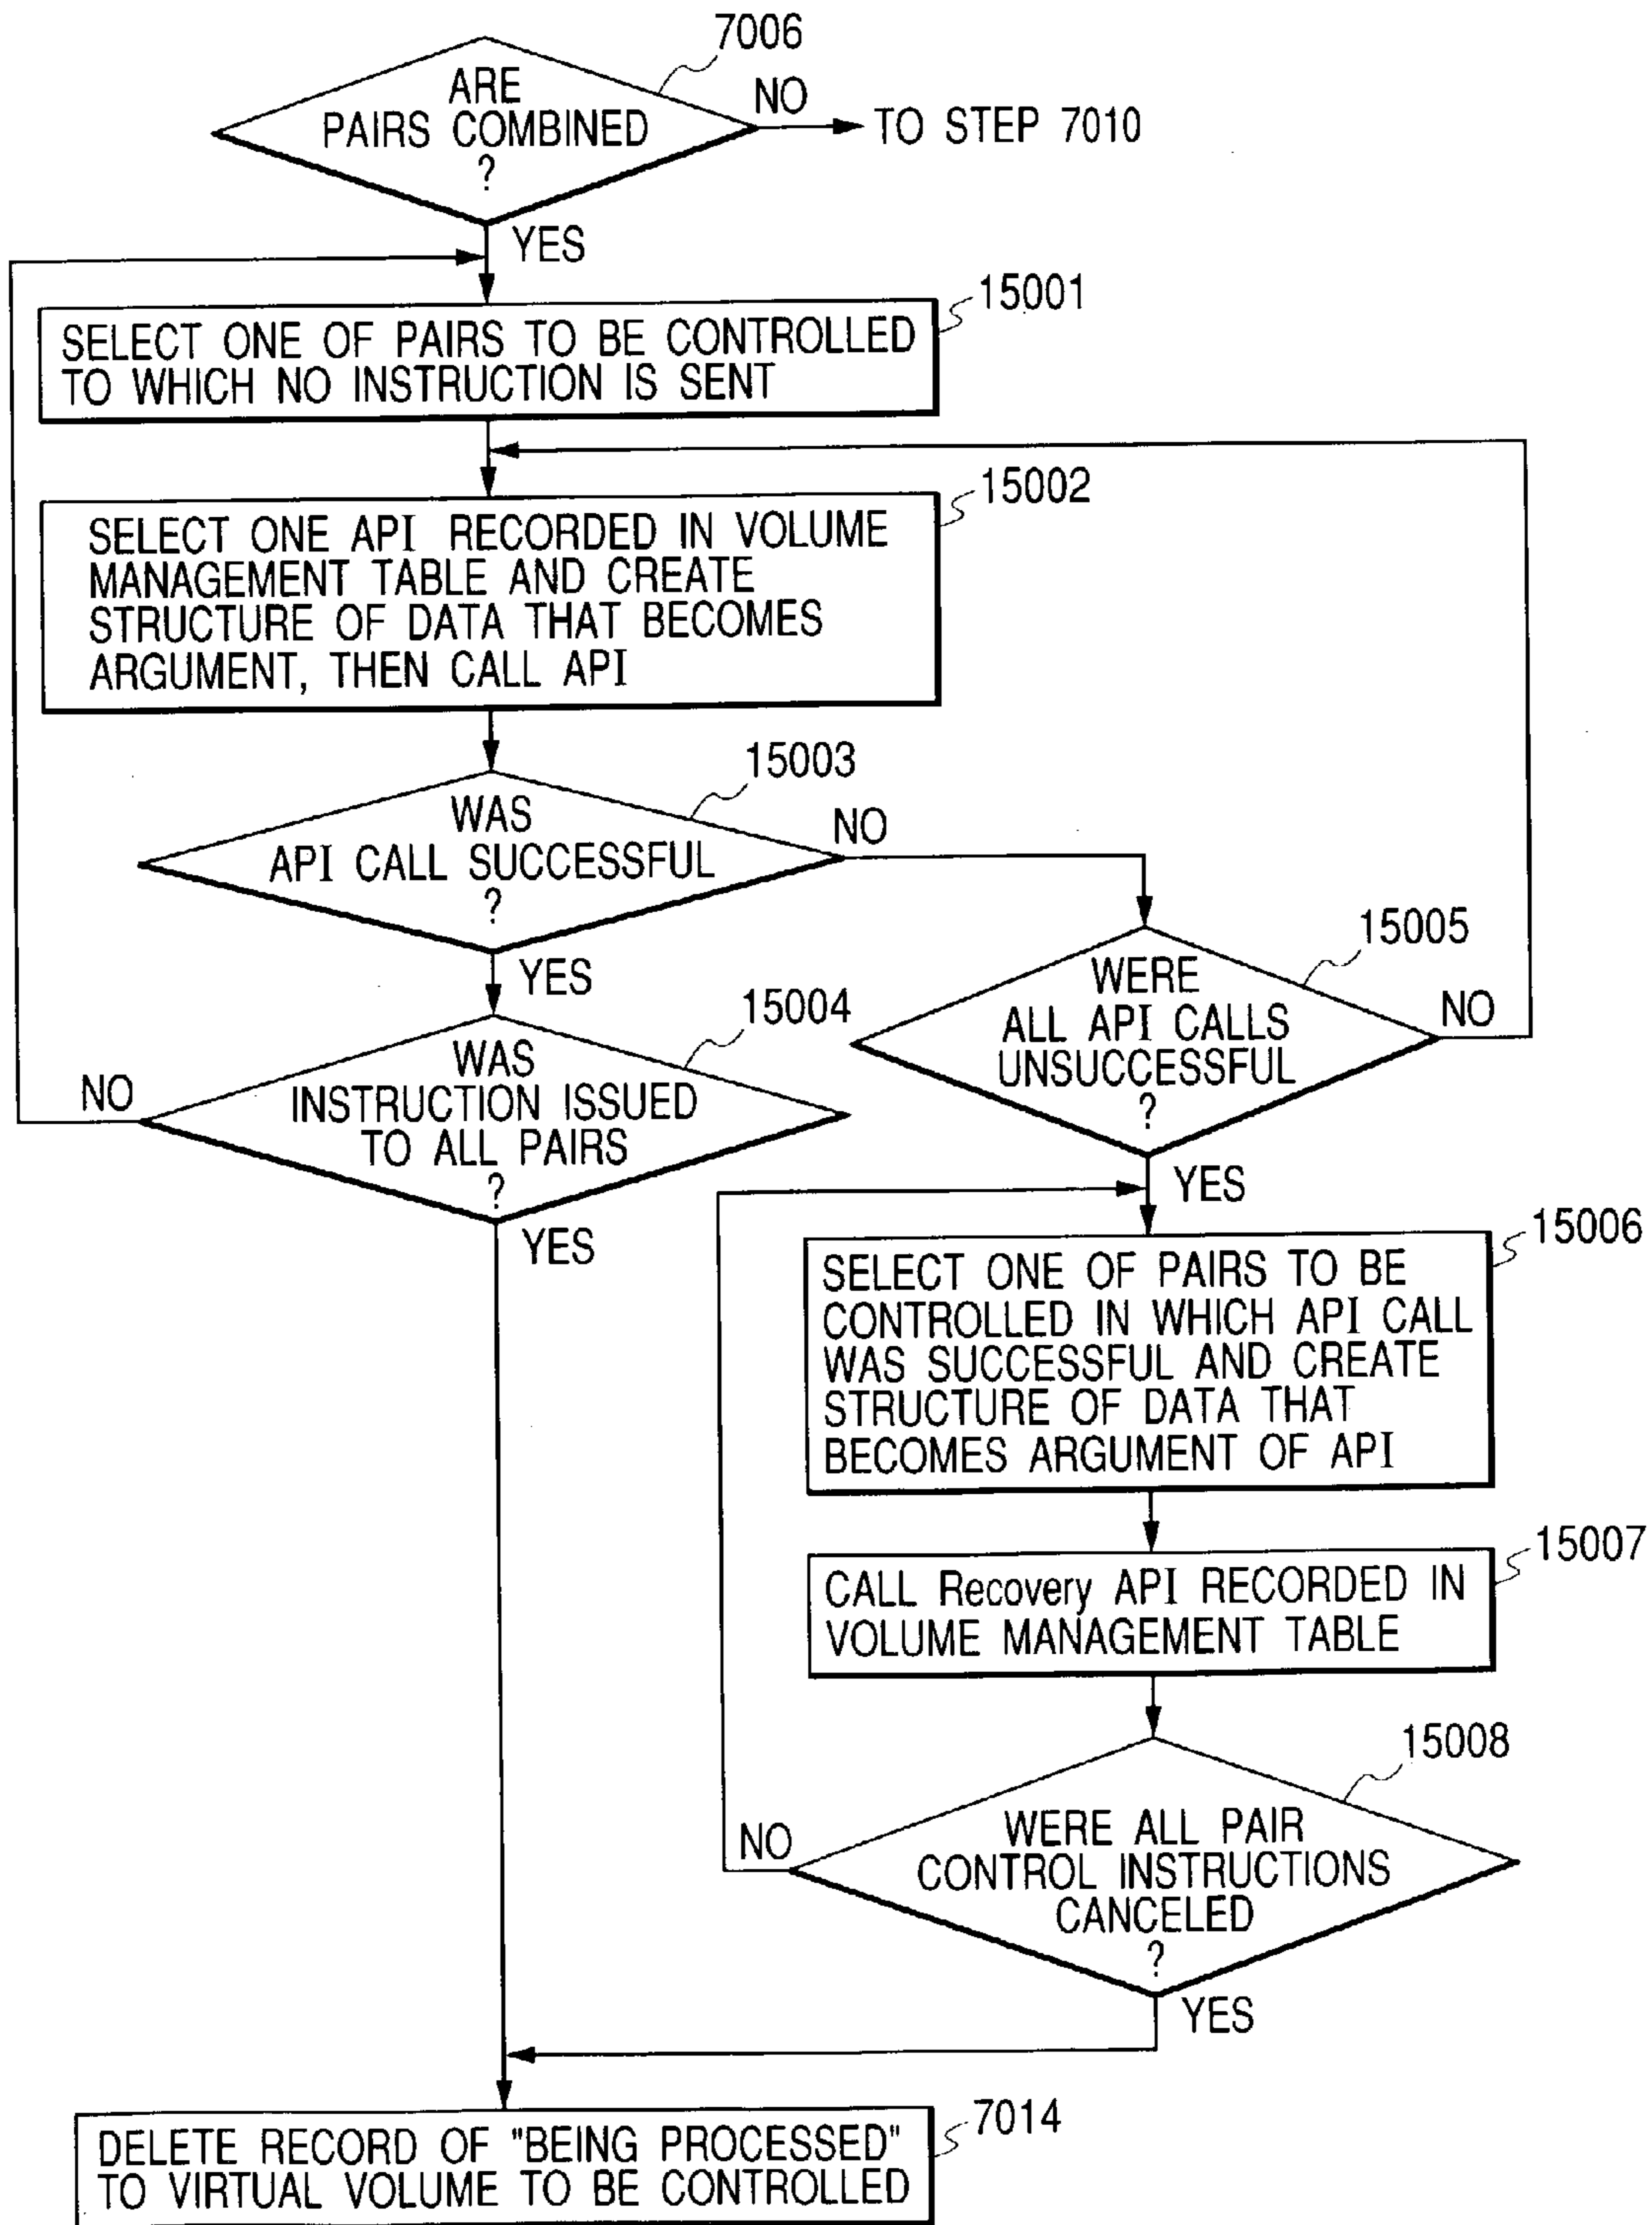 7006
ARE
PAIRS COMBINED
?
NO
TO STEP 7010
YES
15001
SELECT ONE OF PAIRS TO BE CONTROLLED
TO WHICH NO INSTRUCTION IS SENT
15002
SELECT ONE API RECORDED IN VOLUME
MANAGEMENT TABLE AND CREATE
STRUCTURE OF DATA THAT BECOMES
ARGUMENT, THEN CALL API
15003
WAS
API CALL SUCCESSFUL
?
NO
YES
15004
WAS
INSTRUCTION ISSUED
TO ALL PAIRS
?
NO
YES
15005
WERE
ALL API CALLS
UNSUCCESSFUL
?
NO
YES
15006
SELECT ONE OF PAIRS TO BE
CONTROLLED IN WHICH API CALL
WAS SUCCESSFUL AND CREATE
STRUCTURE OF DATA THAT
BECOMES ARGUMENT OF API
15007
CALL Recovery API RECORDED IN
VOLUME MANAGEMENT TABLE
15008
WERE ALL PAIR
CONTROL INSTRUCTIONS
CANCELED
?
NO
YES
7014
DELETE RECORD OF "BEING PROCESSED"
TO VIRTUAL VOLUME TO BE CONTROLLED